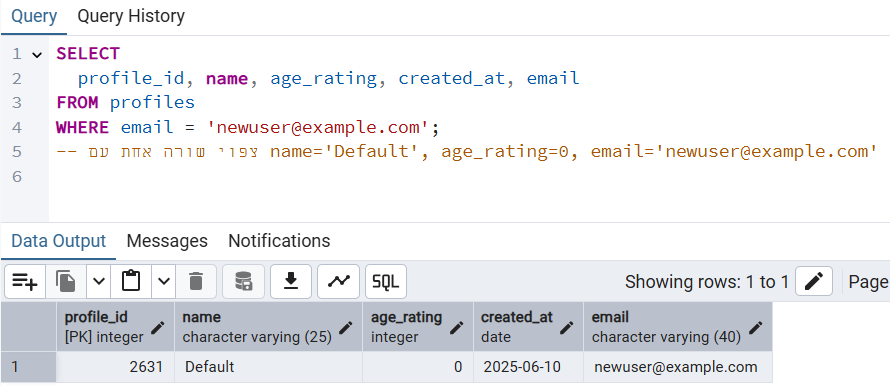 Query Query History
1 SELECT
2 profile_id, name, age_rating, created_at, email
3 FROM profiles
4 WHERE email = 'newuser@example.com';
5 -- צפוי שורה אחת עם name='Default', age_rating=0, email='newuser@example.com'
6
Data Output Messages Notifications
SQL Showing rows: 1 to 1 Page
profile_id name age_rating created_at email
[PK] integer character varying (25) integer date character varying (40)
1 2631 Default 0 2025-06-10 newuser@example.com